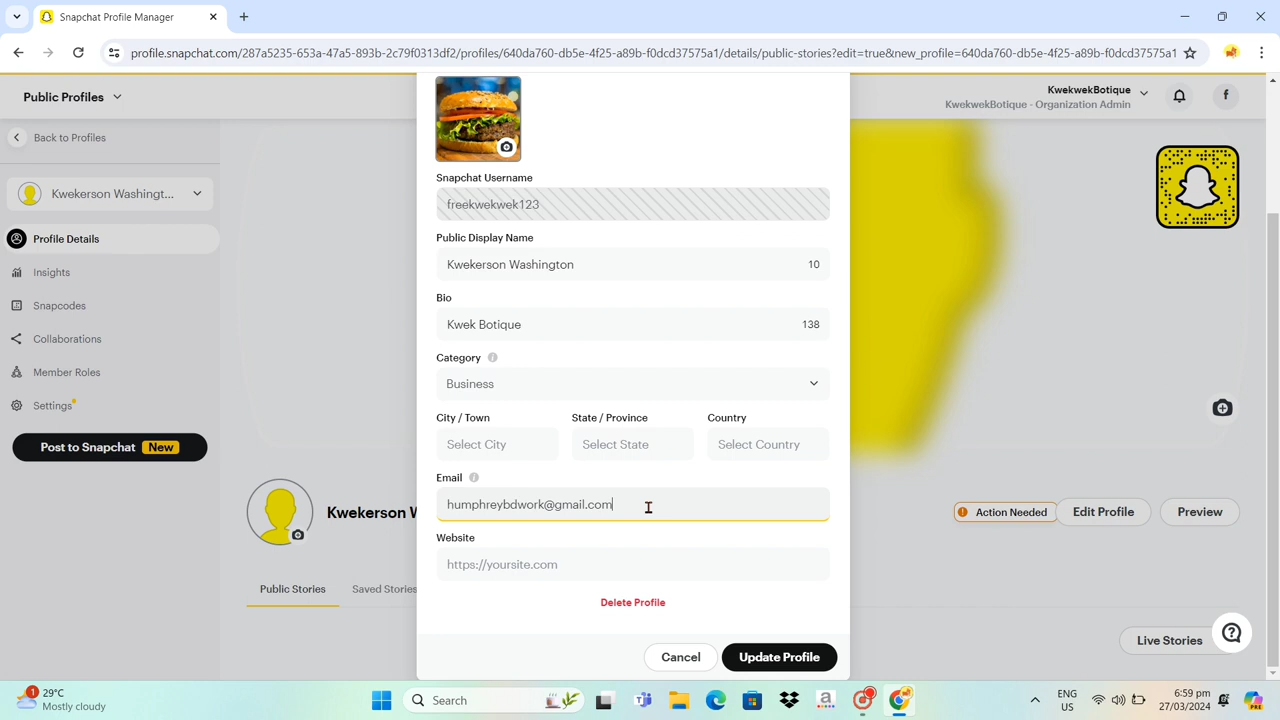 Snapchat Profile Manager
profile.snapchat.com/287a5235-653a-47a5-893b-2c79f0313df2/profiles/640da760-db5e-4f25-a89b-f0dcd37575a1/details/public-stories?edit=true&new_profile=640da760-db5e-4f25-a89b-f0dcd37575a1
Public Profiles
KwekwekBotique
KwekwekBotique - Organization Admin
f
Back to Profiles
Kwekerson Washingt...
Profile Details
Insights
Snapcodes
Collaborations
Member Roles
Settings
Post to Snapchat New
Snapchat Username
freekwekwek123
Public Display Name
Kwekerson Washington 10
Bio
Kwek Botique 138
Category
Business
City / Town State / Province Country
Select City Select State Select Country
Email
humphreybdwork@gmail.com
Website
https://yoursite.com
Delete Profile
Cancel Update Profile
Kwekerson W
Action Needed Edit Profile Preview
Public Stories Saved Stories
Live Stories
1 29°C
Mostly cloudy
Search
a
ENG
US
6:59 pm
27/03/2024
PRE